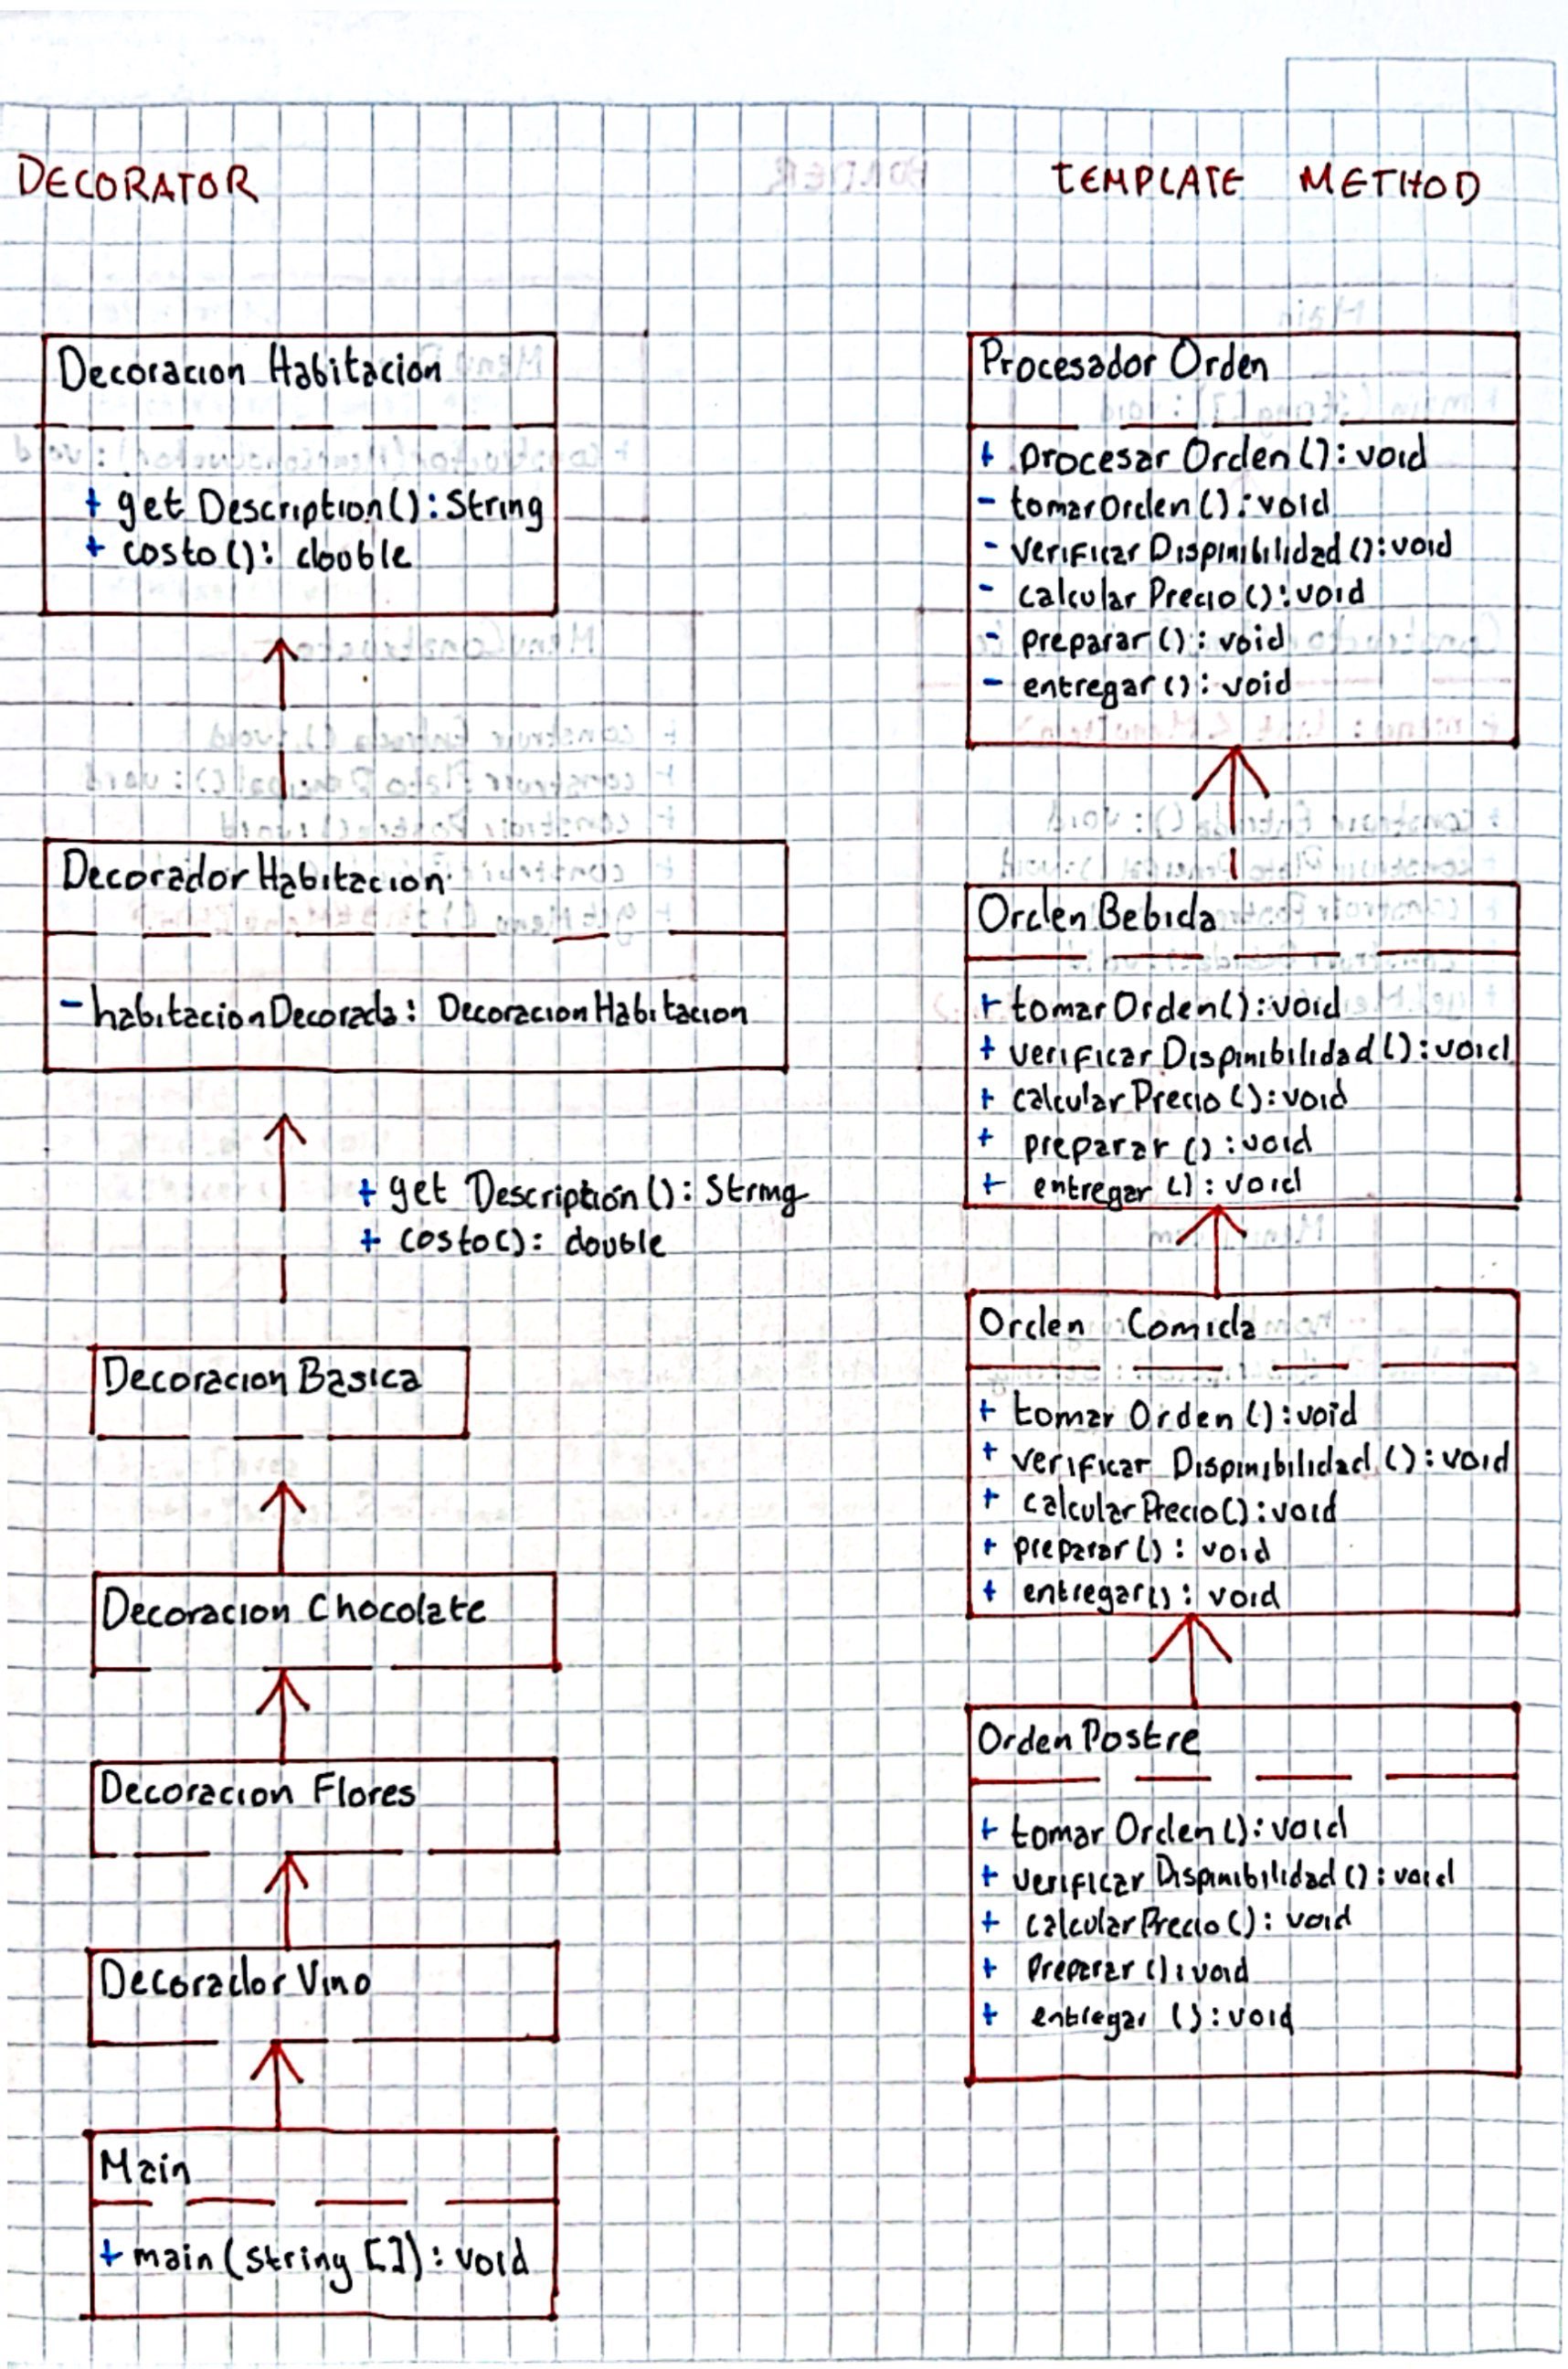 DECORATOR
Decoracion Habitacion
+ get Description(): String
+ costo(): double
Decorador Habitacion
- habitacionDecorada: DecoracionHabitacion
+ get Description(): String
+ costo(): double
Decoracion Basica
Decoracion Chocolate
Decoracion Flores
Decorador Vino
Main
+ main(string []): void
TEMPLATE METHOD
Procesador Orden
+ procesar Orden(): void
- tomarOrden(): void
- verificar Dispinibilidad(): void
- calcular Precio(): void
- preparar(): void
- entregar(): void
Orden Bebida
+ tomar Orden(): void
+ verificar Dispinibilidad(): void
+ calcular Precio(): void
+ preparar(): void
+ entregar(): void
Orden Comida
+ tomar Orden(): void
+ verificar Dispinibilidad(): void
+ calcular Precio(): void
+ preparar(): void
+ entregar(): void
Orden Postre
+ tomar Orden(): void
+ verificar Dispinibilidad(): void
+ calcular Precio(): void
+ Preparar(): void
+ entregar(): void